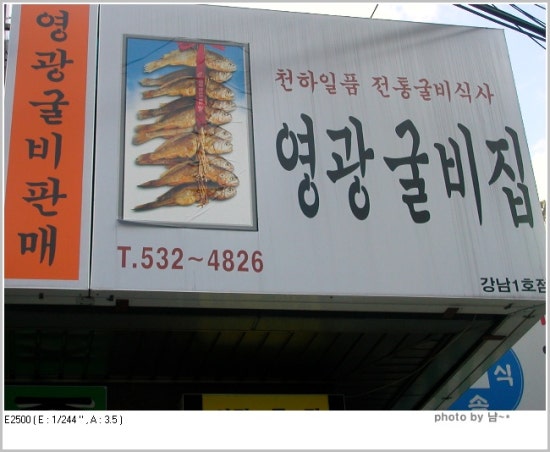 영광굴비판매
천하일품 전통굴비식사
영광굴비집
T.532~4826
강남1호점
식
E2500 ( E : 1/244 " , A : 3.5 )
photo by 남~•